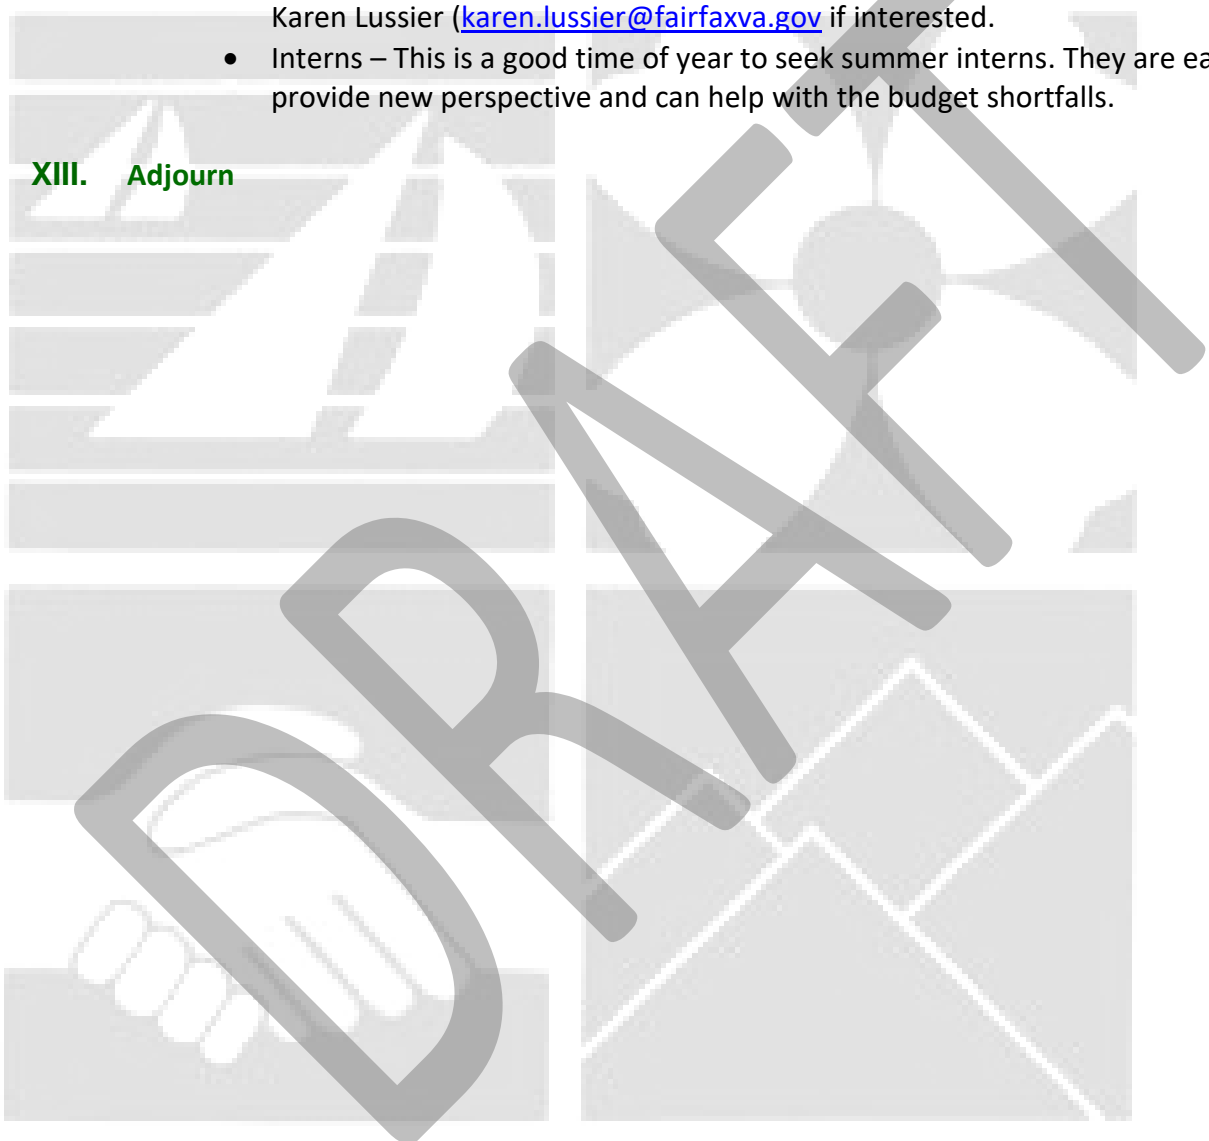 Karen Lussier (karen.lussier@fairfaxva.gov if interested.
• Interns – This is a good time of year to seek summer interns. They are
provide new perspective and can help with the budget shortfalls.
XIII. Adjourn
DRAFT